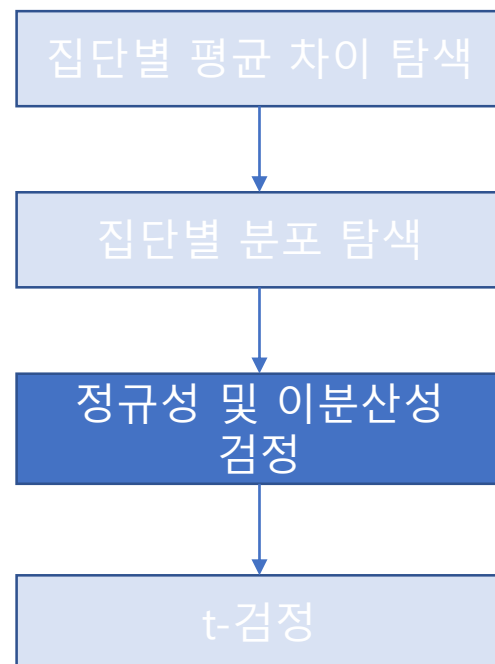 집단별 평균 차이 탐색
집단별 분포 탐색
정규성 및 이분산성
검정
t-검정